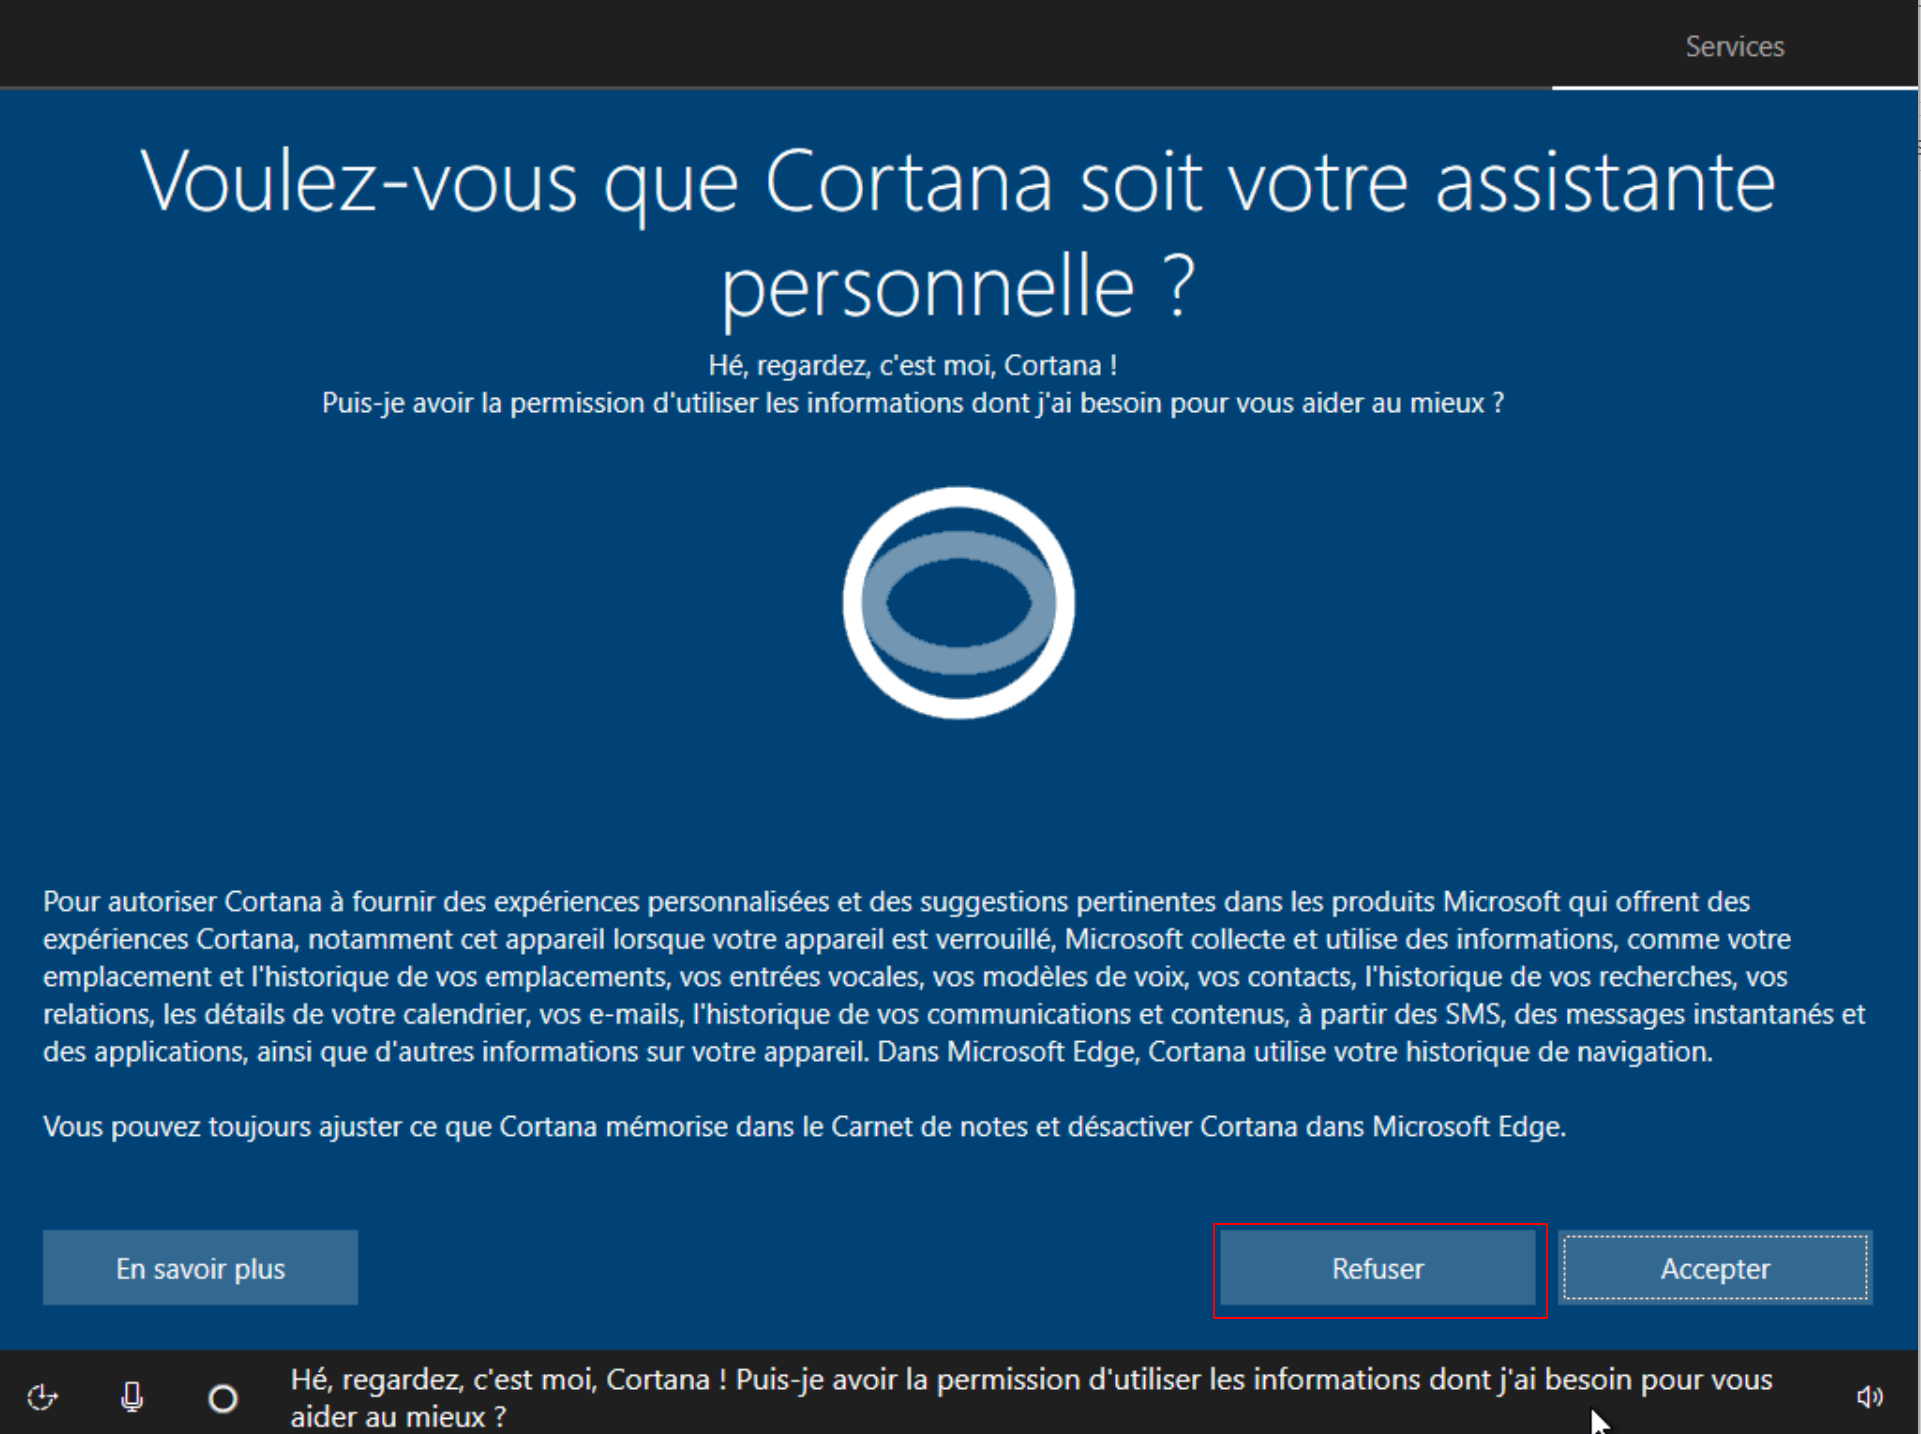 Services
Voulez-vous que Cortana soit votre assistante
personnelle ?
Hé, regardez, c'est moi, Cortana !
Puis-je avoir la permission d'utiliser les informations dont j'ai besoin pour vous aider au mieux ?
Pour autoriser Cortana à fournir des expériences personnalisées et des suggestions pertinentes dans les produits Microsoft qui offrent des
expériences Cortana, notamment cet appareil lorsque votre appareil est verrouillé, Microsoft collecte et utilise des informations, comme votre
emplacement et l'historique de vos emplacements, vos entrées vocales, vos modèles de voix, vos contacts, l'historique de vos recherches, vos
relations, les détails de votre calendrier, vos e-mails, l'historique de vos communications et contenus, à partir des SMS, des messages instantanés et
des applications, ainsi que d'autres informations sur votre appareil. Dans Microsoft Edge, Cortana utilise votre historique de navigation.
Vous pouvez toujours ajuster ce que Cortana mémorise dans le Carnet de notes et désactiver Cortana dans Microsoft Edge.
En savoir plus
Refuser
Accepter
Hé, regardez, c'est moi, Cortana ! Puis-je avoir la permission d'utiliser les informations dont j'ai besoin pour vous
aider au mieux ?